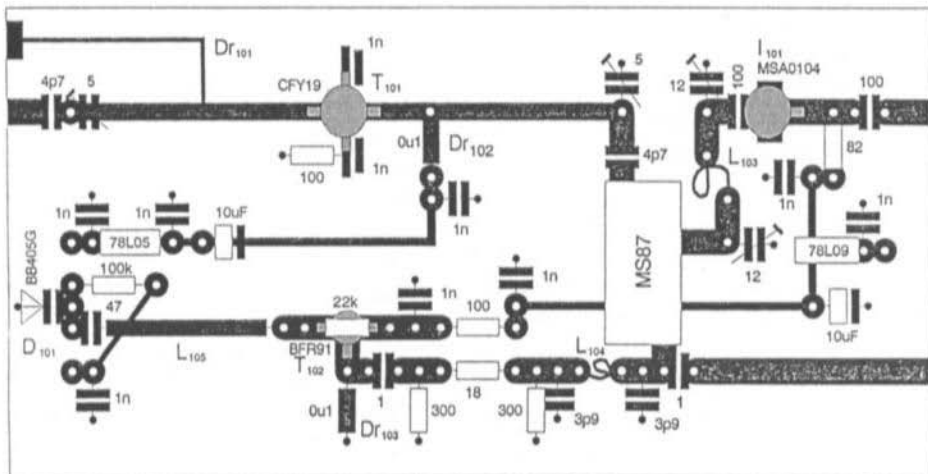 Dr101
1n
I101
MSA0104
4p7
5
CFY19
T101
5
12
100
100
0u1
Dr102
82
100
1n
4p7
L103
1n
1n
1n
10uF
1n
1n
78L05
MS87
78L09
BB405G
100k
12
1n
47
22k
1n
100
10uF
D101
L105
BFR91
T102
L104
1n
1
18
1
0u1
300
300
3p9
3p9
Dr103